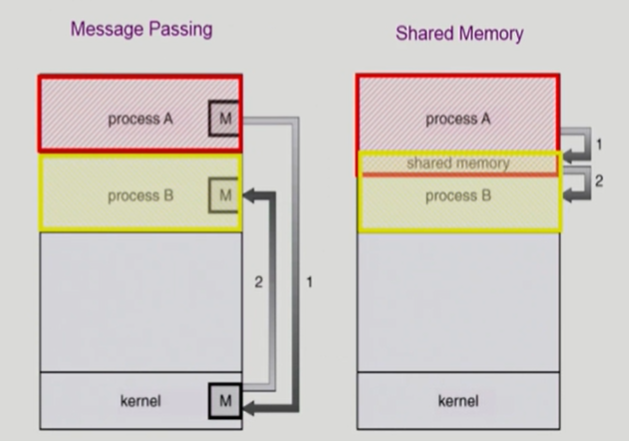 Message Passing
process A
M
process B
M
2
1
kernel
M
Shared Memory
process A
1
shared memory
2
process B
kernel